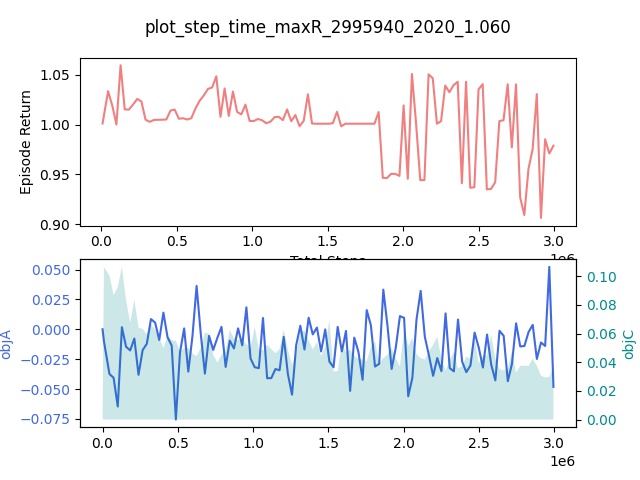 plot_step_time_maxR_2995940_2020_1.060
1.05
1.00
0.95
0.90
Episode Return
0.0 0.5 1.0 1.5 2.0 2.5 3.0
Total Steps
1e6
0.050
0.025
0.000
−0.025
−0.050
−0.075
objA
0.10
0.08
0.06
0.04
0.02
0.00
objC
0.0 0.5 1.0 1.5 2.0 2.5 3.0
1e6